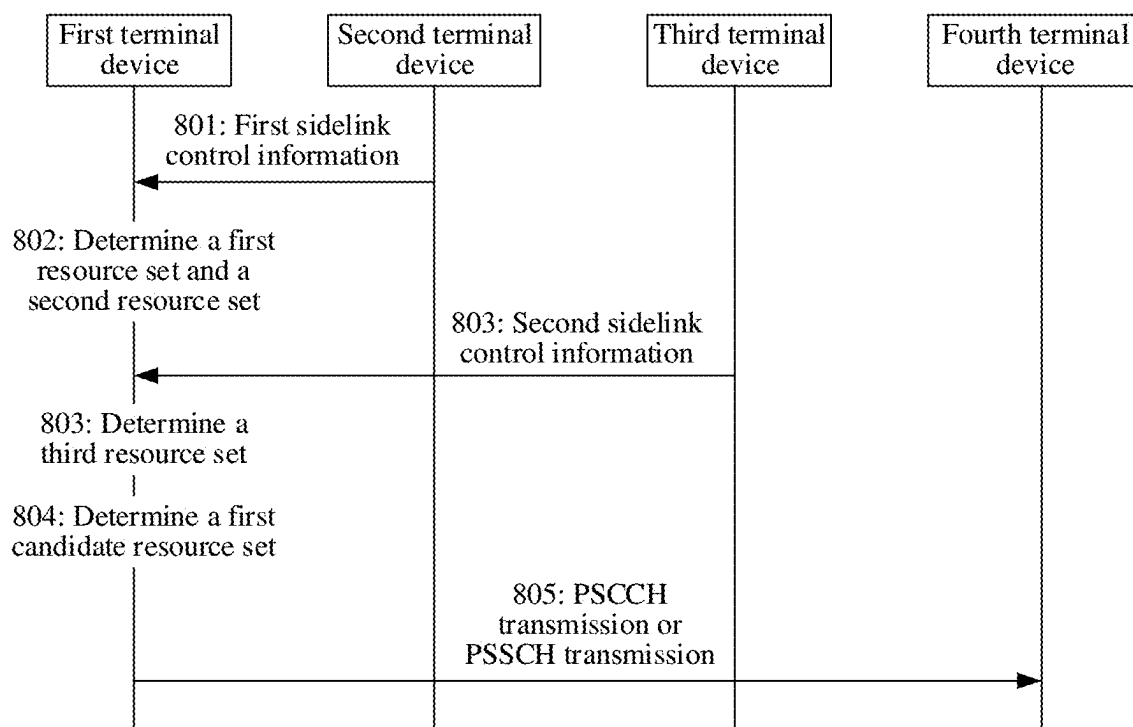 First terminal
device
Second terminal
device
Third terminal
device
Fourth terminal
device
801: First sidelink
control information
802: Determine a first
resource set and a
second resource set
803: Second sidelink
control information
803: Determine a
third resource set
804: Determine a first
candidate resource set
805: PSCCH
transmission or
PSSCH transmission